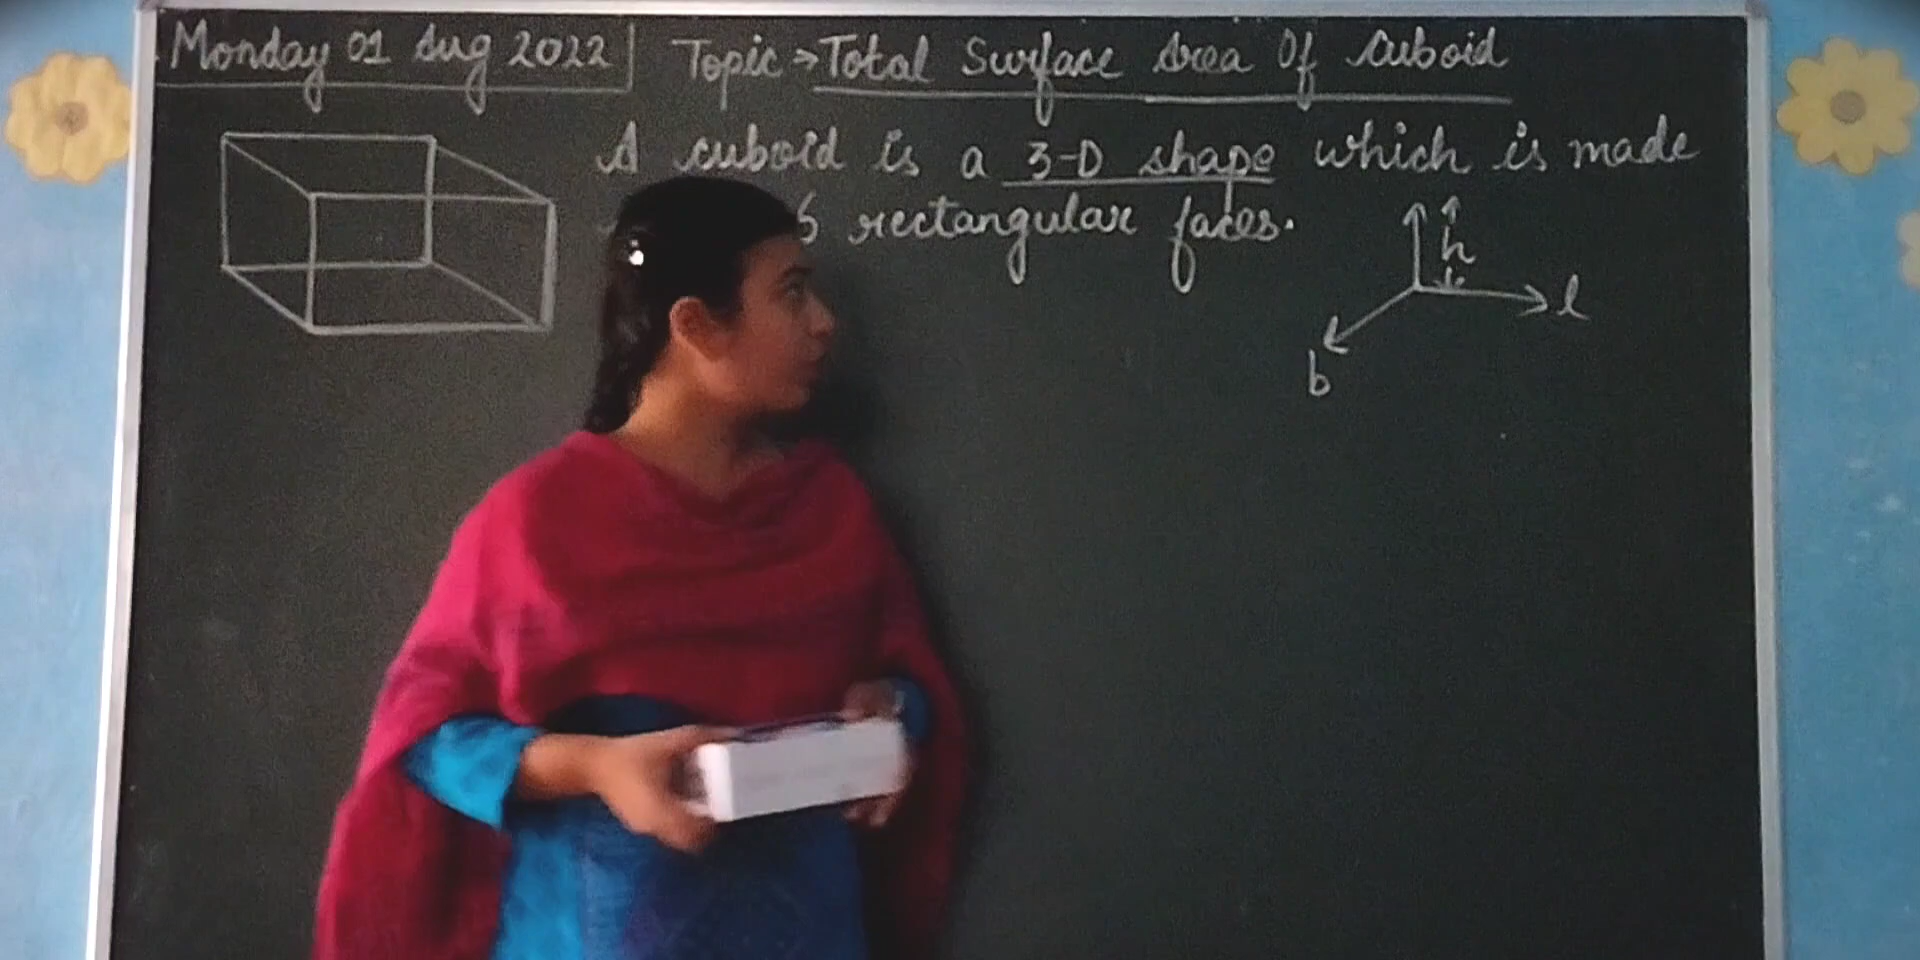 Monday 01 Aug 2022
Topic → Total Surface Area Of Cuboid
A cuboid is a 3-D shape which is made
6 rectangular faces.
h
l
b